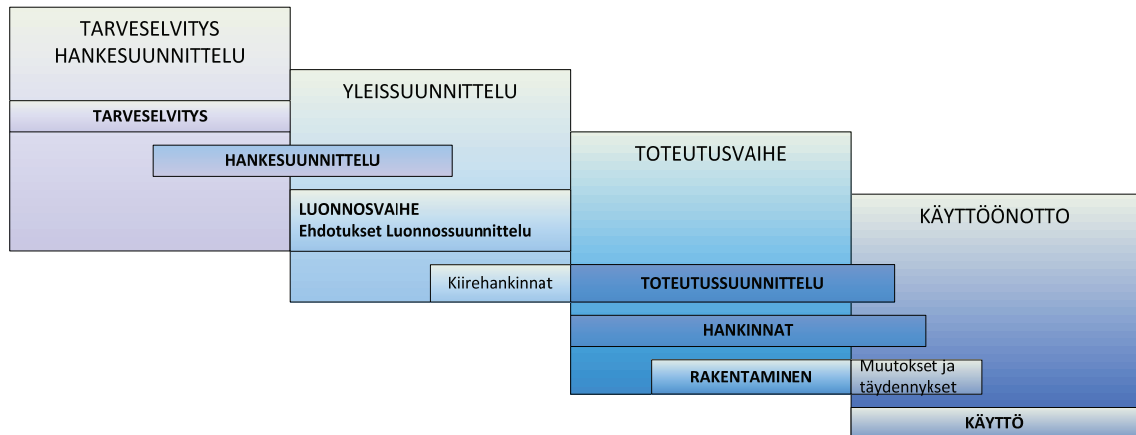 TARVESELVITYS
HANKESUUNNITTELU
TARVESELVITYS
YLEISSUUNNITTELU
HANKESUUNNITTELU
LUONNOSVAIHE
Ehdotukset Luonnossuunnittelu
Kiirehankinnat
TOTEUTUSVAIHE
TOTEUTUSSUUNNITTELU
HANKINNAT
RAKENTAMINEN
KÄYTTÖÖNOTTO
Muutokset ja
täydennykset
KÄYTTÖ